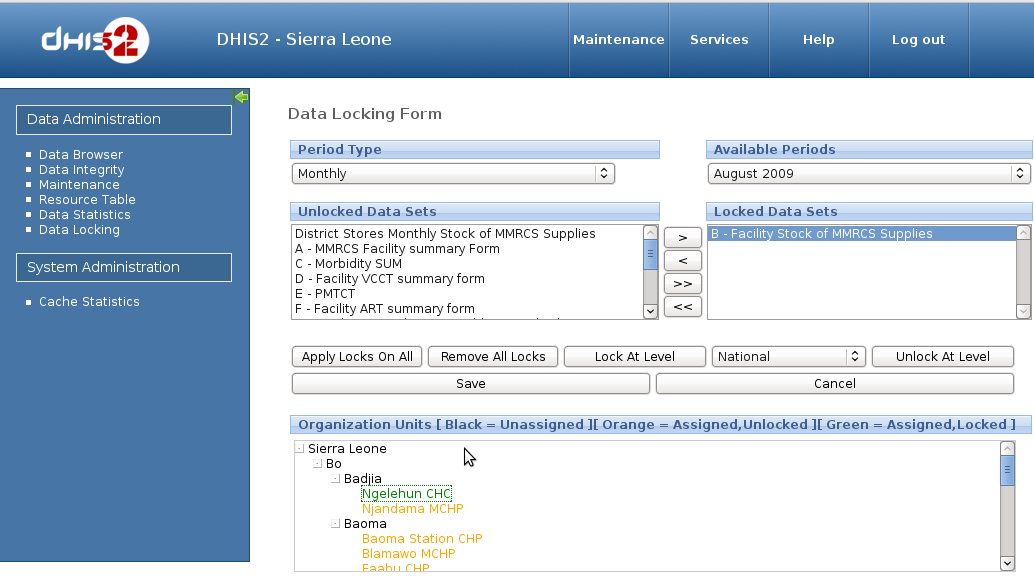 dHIS2
DHIS2 - Sierra Leone
Maintenance
Services
Help
Log out
Data Administration
Data Browser
Data Integrity
Maintenance
Resource Table
Data Statistics
Data Locking
System Administration
Cache Statistics
Data Locking Form
Period Type
Available Periods
Monthly
August 2009
Unlocked Data Sets
Locked Data Sets
District Stores Monthly Stock of MMRCS Supplies
A - MMRCS Facility summary Form
C - Morbidity SUM
D - Facility VCCT summary form
E - PMTCT
F - Facility ART summary form
>
<
>>
<<
B - Facility Stock of MMRCS Supplies
Apply Locks On All
Remove All Locks
Lock At Level
National
Unlock At Level
Save
Cancel
Organization Units [ Black = Unassigned ][ Orange = Assigned,Unlocked ][ Green = Assigned,Locked ]
Sierra Leone
Bo
Badjia
Ngelehun CHC
Njandama MCHP
Baoma
Baoma Station CHP
Blamawo MCHP
Faabu CHP